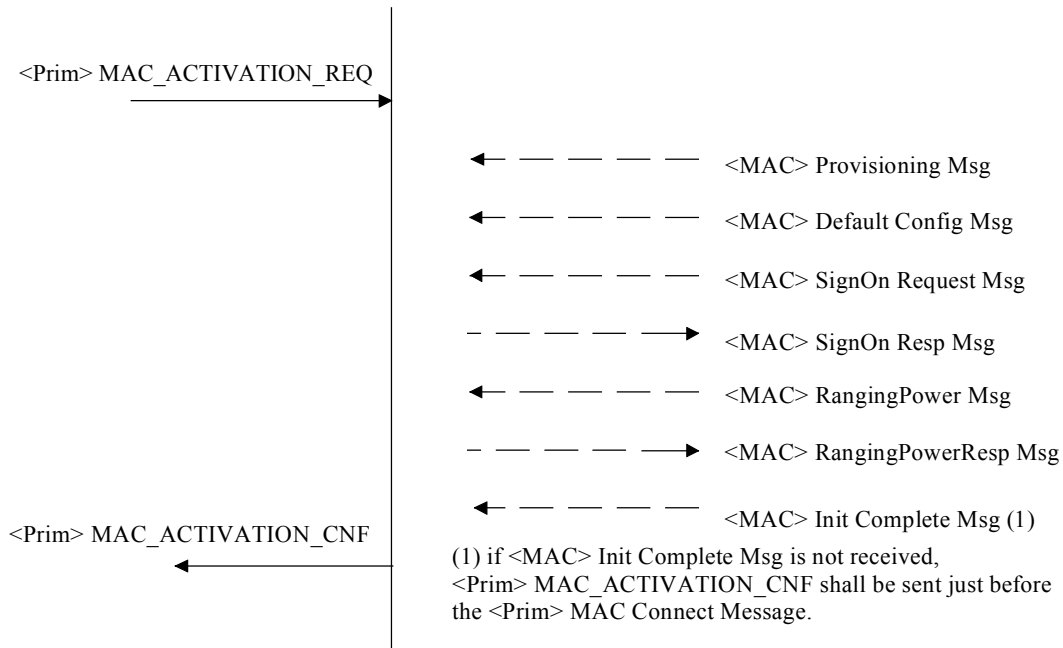 <Prim> MAC_ACTIVATION_REQ
<MAC> Provisioning Msg
<MAC> Default Config Msg
<MAC> SignOn Request Msg
<MAC> SignOn Resp Msg
<MAC> RangingPower Msg
<MAC> RangingPowerResp Msg
<MAC> Init Complete Msg (1)
<Prim> MAC_ACTIVATION_CNF
(1) if <MAC> Init Complete Msg is not received,
<Prim> MAC_ACTIVATION_CNF shall be sent just before
the <Prim> MAC Connect Message.